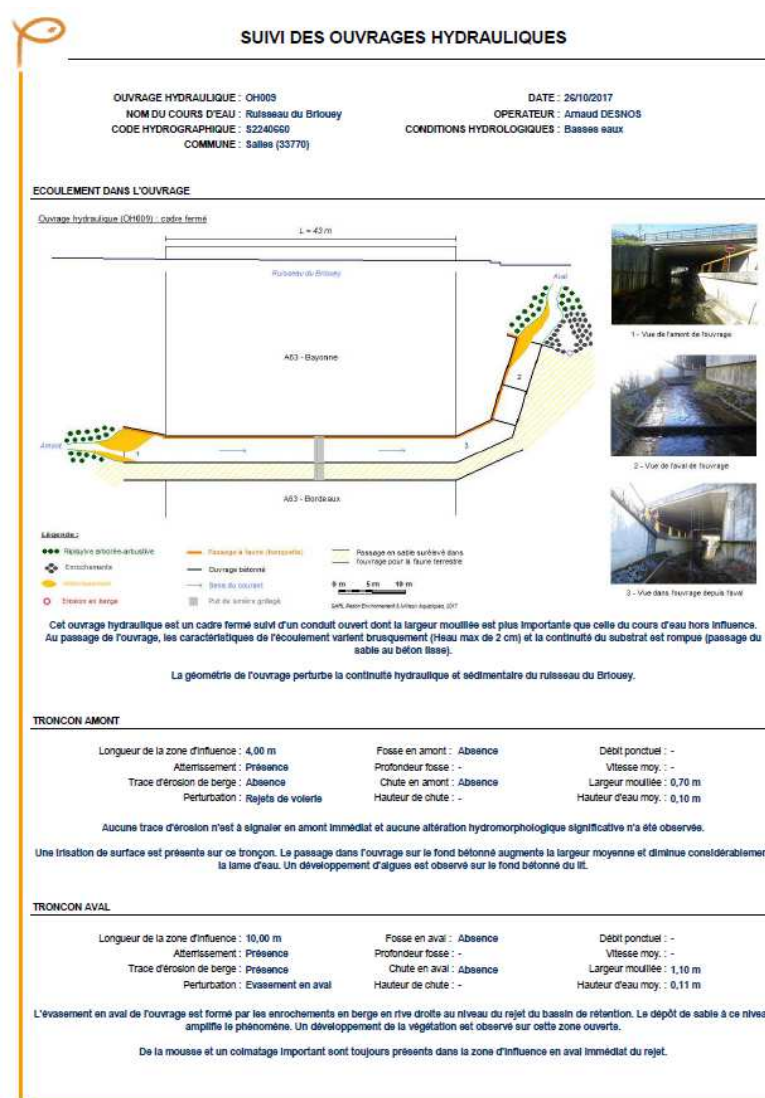 SUIVI DES OUVRAGES HYDRAULIQUES
OUVRAGE HYDRAULIQUE : OH009
NOM DU COURS D'EAU : Ruisseau du Briouey
CODE HYDROGRAPHIQUE : S2240660
COMMUNE : Salles (33770)
DATE : 26/10/2017
OPERATEUR : Arnaud DESNOS
CONDITIONS HYDROLOGIQUES : Basses eaux
ECOULEMENT DANS L'OUVRAGE
Ouvrage hydraulique (OH009) : cadre fermé
L = 43 m
Ruisseau du Briouey
Aval
A63 - Bayonne
2
Amont
1
3
A63 - Bordeaux
1 - Vue de l'amont de l'ouvrage
2 - Vue de l'aval de l'ouvrage
3 - Vue dans l'ouvrage depuis l'aval
Légende :
Ripisylve arborée-arbustive
Enrochements
Atterrissement
Erosion en berge
Passage à faune (banquette)
Ouvrage bétonné
Sens du courant
Puit de lumière grillagé
Passage en sable surélevé dans
l'ouvrage pour la faune terrestre
0 m 5 m 10 m
Cet ouvrage hydraulique est un cadre fermé suivi d'un conduit ouvert dont la largeur mouillée est plus importante que celle du cours d'eau hors influence.
Au passage de l'ouvrage, les caractéristiques de l'écoulement varient brusquement (Heau max de 2 cm) et la continuité du substrat est rompue (passage du
sable au béton lisse).
La géométrie de l'ouvrage perturbe la continuité hydraulique et sédimentaire du ruisseau du Briouey.
TRONCON AMONT
Longueur de la zone d'influence : 4,00 m
Atterrissement : Présence
Trace d'érosion de berge : Absence
Perturbation : Rejets de voierie
Fosse en amont : Absence
Profondeur fosse : -
Chute en amont : Absence
Hauteur de chute : -
Débit ponctuel : -
Vitesse moy. : -
Largeur mouillée : 0,70 m
Hauteur d'eau moy. : 0,10 m
Aucune trace d'érosion n'est à signaler en amont immédiat et aucune altération hydromorphologique significative n'a été observée.
Une irisation de surface est présente sur ce tronçon. Le passage dans l'ouvrage sur le fond bétonné augmente la largeur moyenne et diminue considérablemen
la lame d'eau. Un développement d'algues est observé sur le fond bétonné du lit.
TRONCON AVAL
Longueur de la zone d'influence : 10,00 m
Atterrissement : Présence
Trace d'érosion de berge : Présence
Perturbation : Evasement en aval
Fosse en aval : Absence
Profondeur fosse : -
Chute en aval : Absence
Hauteur de chute : -
Débit ponctuel : -
Vitesse moy. : -
Largeur mouillée : 1,10 m
Hauteur d'eau moy. : 0,11 m
L'évasement en aval de l'ouvrage est formé par les enrochements en berge en rive droite au niveau du rejet du bassin de rétention. Le dépôt de sable à ce nivea
amplifie le phénomène. Un développement de la végétation est observé sur cette zone ouverte.
De la mousse et un colmatage important sont toujours présents dans la zone d'influence en aval immédiat du rejet.